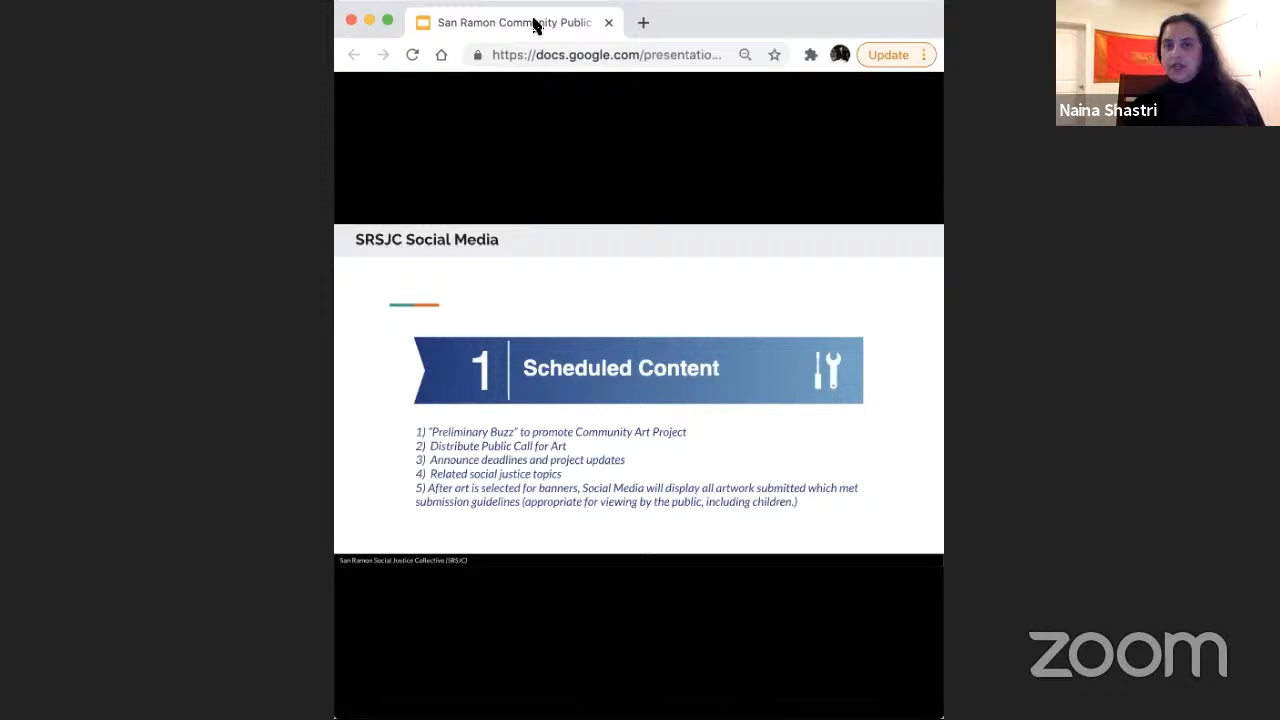 San Ramon Community Public
https://docs.google.com/presentatio...
Update
Naina Shastri
SRSJC Social Media
1
Scheduled Content
1) "Preliminary Buzz" to promote Community Art Project
2) Distribute Public Call for Art
3) Announce deadlines and project updates
4) Related social justice topics
5) After art is selected for banners, Social Media will display all artwork submitted which met
submission guidelines (appropriate for viewing by the public, including children.)
San Ramon Social Justice Collective (SRSJC)
zoom